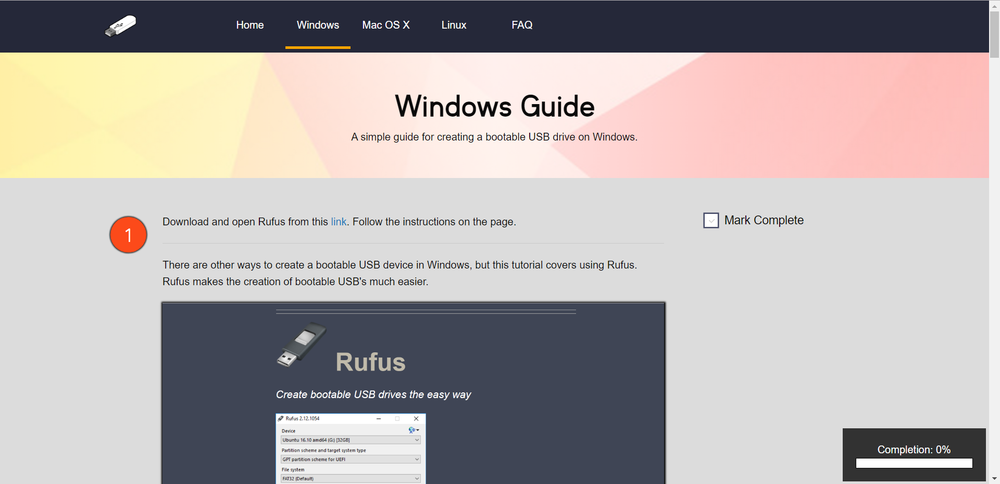 Home Windows Mac OS X Linux FAQ
Windows Guide
A simple guide for creating a bootable USB drive on Windows.
1
Download and open Rufus from this link. Follow the instructions on the page.
Mark Complete
There are other ways to create a bootable USB device in Windows, but this tutorial covers using Rufus.
Rufus makes the creation of bootable USB's much easier.
Rufus
Create bootable USB drives the easy way
Rufus 2.12.1054
Device
Ubuntu 16.10 amd64 (G:) [32GB]
Partition scheme and target system type
GPT partition scheme for UEFI
File system
FAT32 (Default)
Completion: 0%